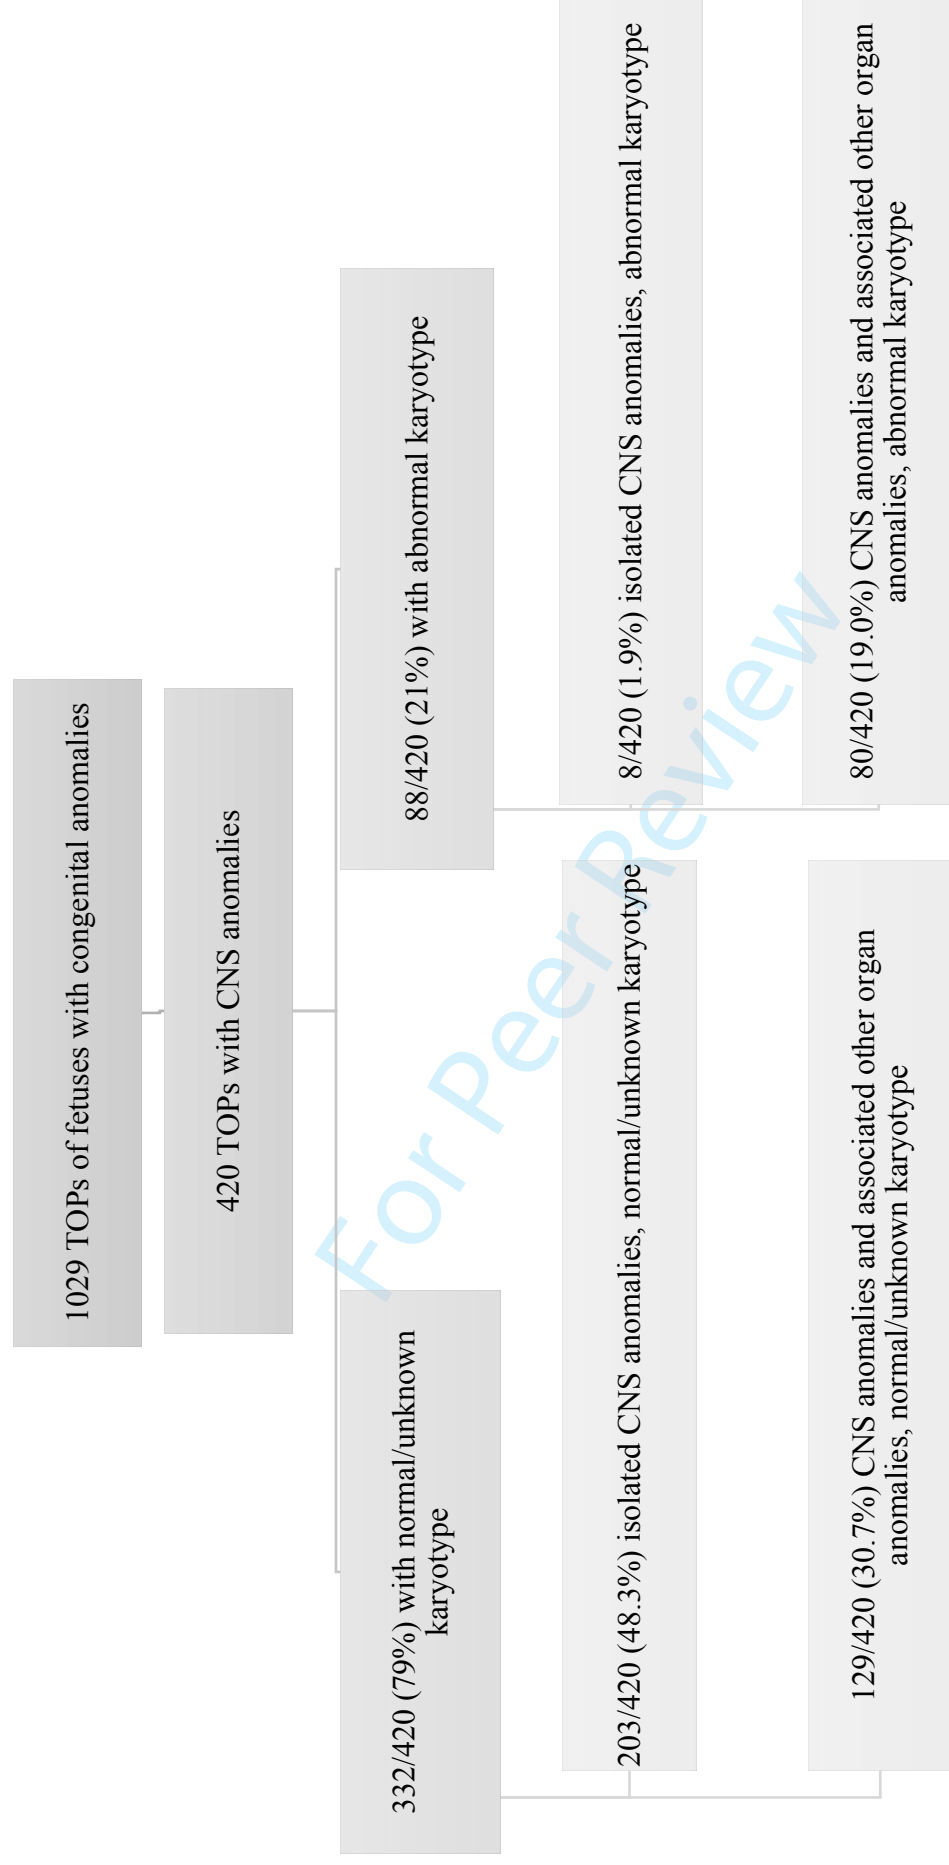 1029 TOPs of fetuses with congenital anomalies
420 TOPs with CNS anomalies
332/420 (79%) with normal/unknown
karyotype
88/420 (21%) with abnormal karyotype
203/420 (48.3%) isolated CNS anomalies, normal/unknown karyotype
8/420 (1.9%) isolated CNS anomalies, abnormal karyotype
129/420 (30.7%) CNS anomalies and associated other organ
anomalies, normal/unknown karyotype
80/420 (19.0%) CNS anomalies and associated other organ
anomalies, abnormal karyotype
For Peer Review